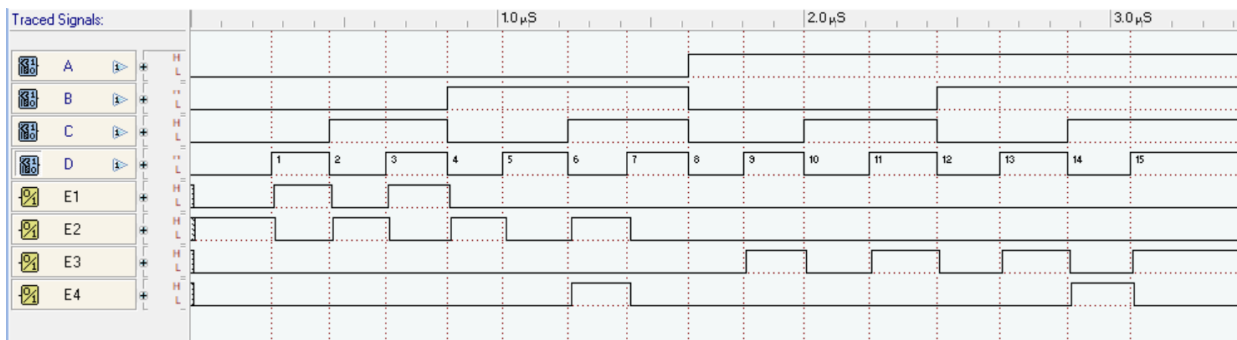 Traced Signals: 1.0µS 2.0µS 3.0µS
A H L
B L
C H L
D 1 2 3 4 5 6 7 8 9 10 11 12 13 14 15 L
E1 H L
E2 H L
E3 H L
E4 H L